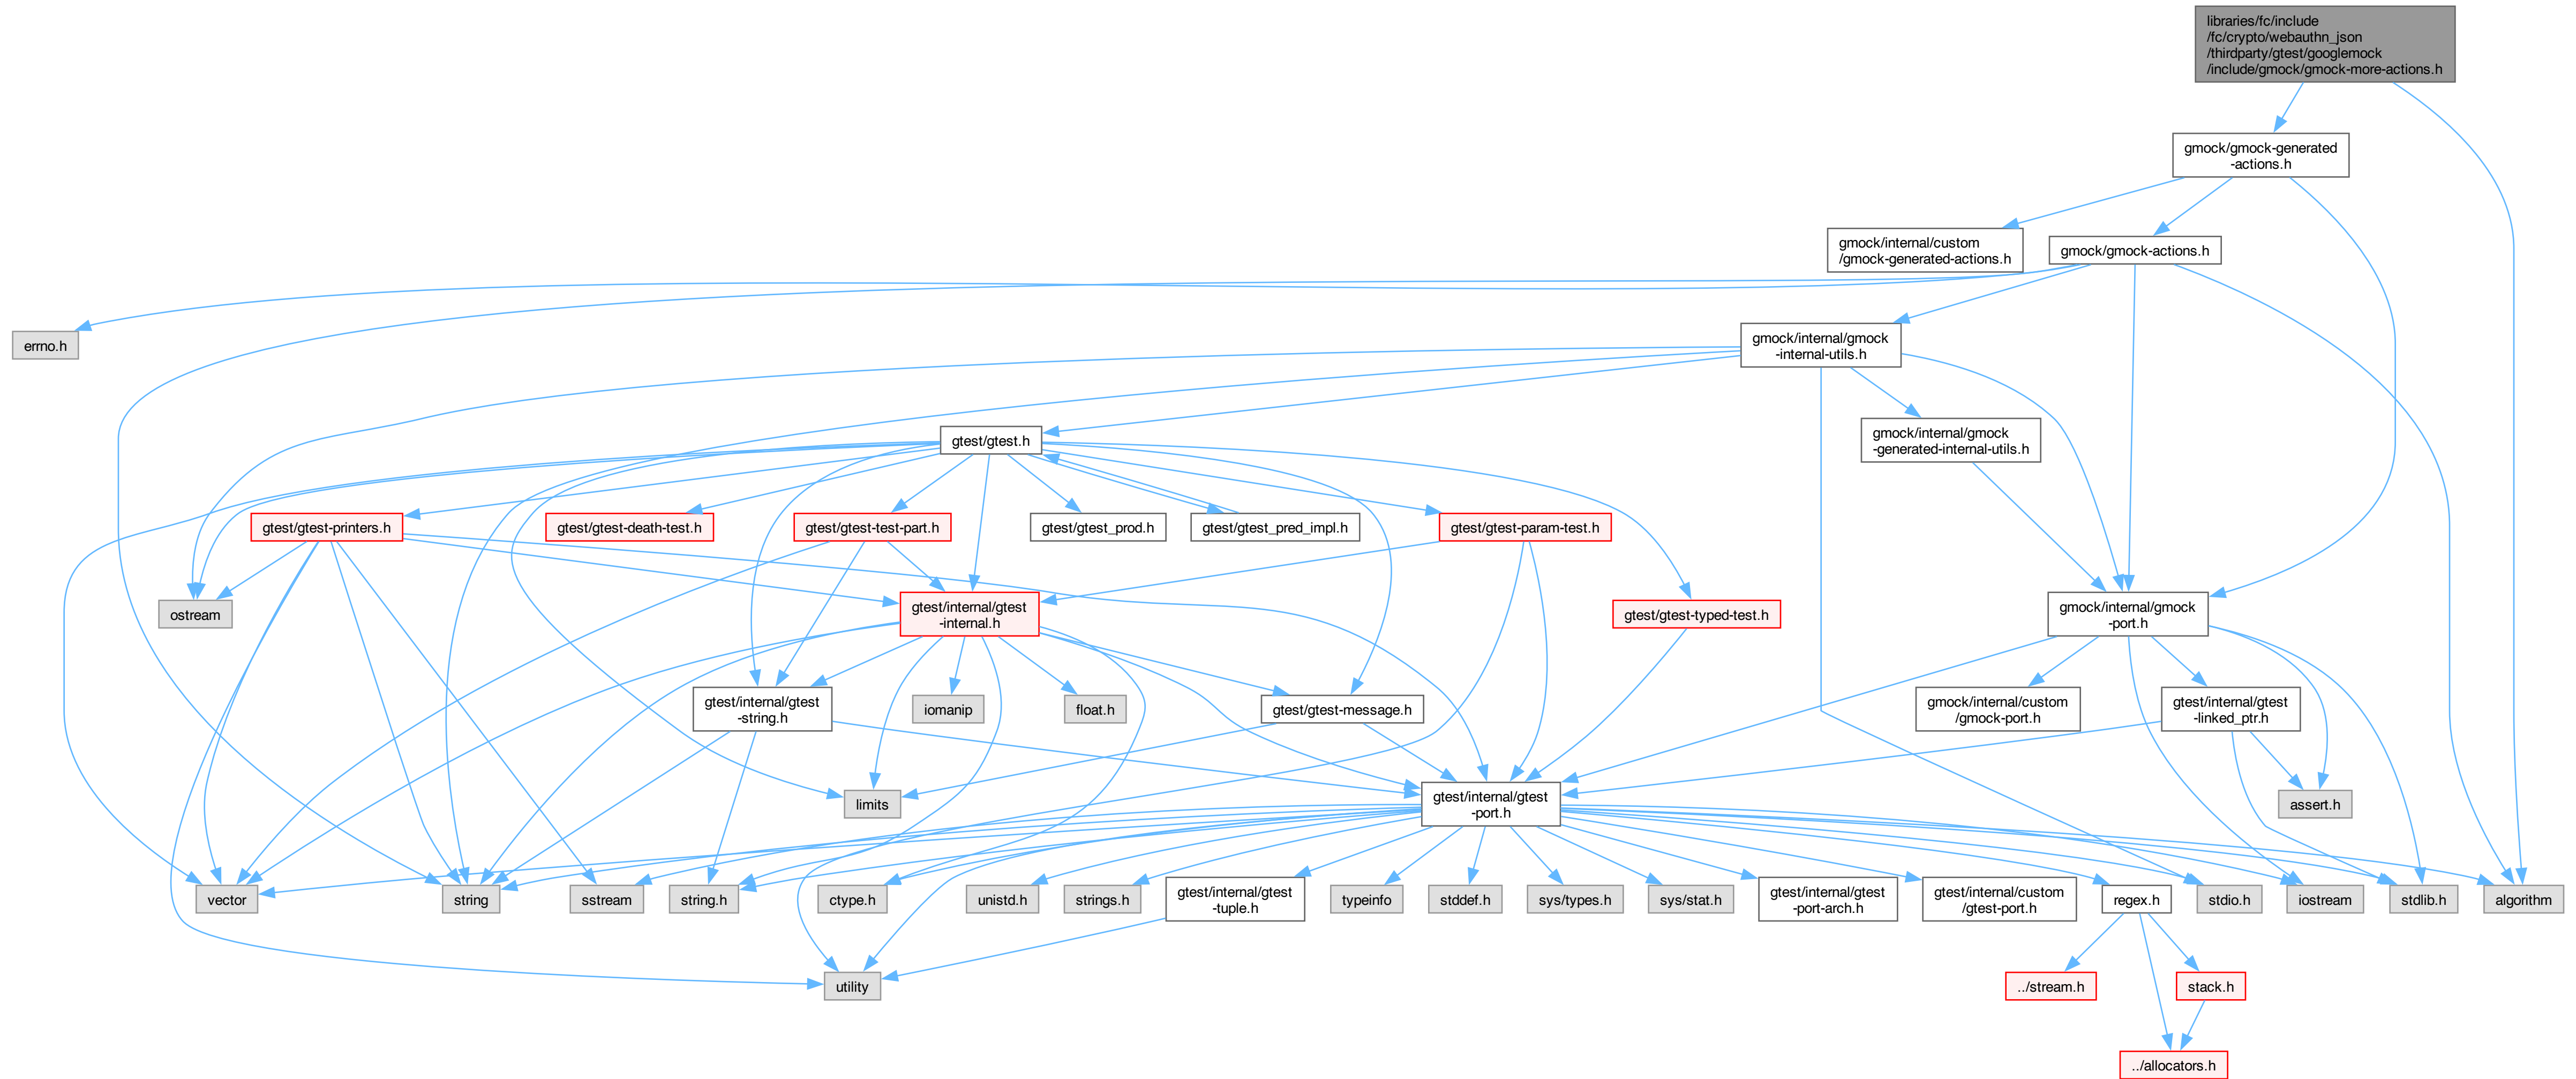 libraries/fc/include
/fc/crypto/webauthn_json
/thirdparty/gtest/googlemock
/include/gmock/gmock-more-actions.h
gmock/gmock-generated
-actions.h
gmock/internal/custom
/gmock-generated-actions.h
gmock/gmock-actions.h
errno.h
gmock/internal/gmock
-internal-utils.h
gtest/gtest.h
gmock/internal/gmock
-generated-internal-utils.h
gtest/gtest-printers.h
gtest/gtest-death-test.h
gtest/gtest-test-part.h
gtest/gtest_prod.h
gtest/gtest_pred_impl.h
gtest/gtest-param-test.h
ostream
gtest/internal/gtest
-internal.h
gtest/gtest-typed-test.h
gmock/internal/gmock
-port.h
gtest/internal/gtest
-string.h
iomanip
float.h
gtest/gtest-message.h
gmock/internal/custom
/gmock-port.h
gtest/internal/gtest
-linked_ptr.h
limits
gtest/internal/gtest
-port.h
assert.h
vector
string
sstream
string.h
ctype.h
unistd.h
strings.h
gtest/internal/gtest
-tuple.h
typeinfo
stddef.h
sys/types.h
sys/stat.h
gtest/internal/gtest
-port-arch.h
gtest/internal/custom
/gtest-port.h
regex.h
stdio.h
iostream
stdlib.h
algorithm
utility
../stream.h
stack.h
../allocators.h